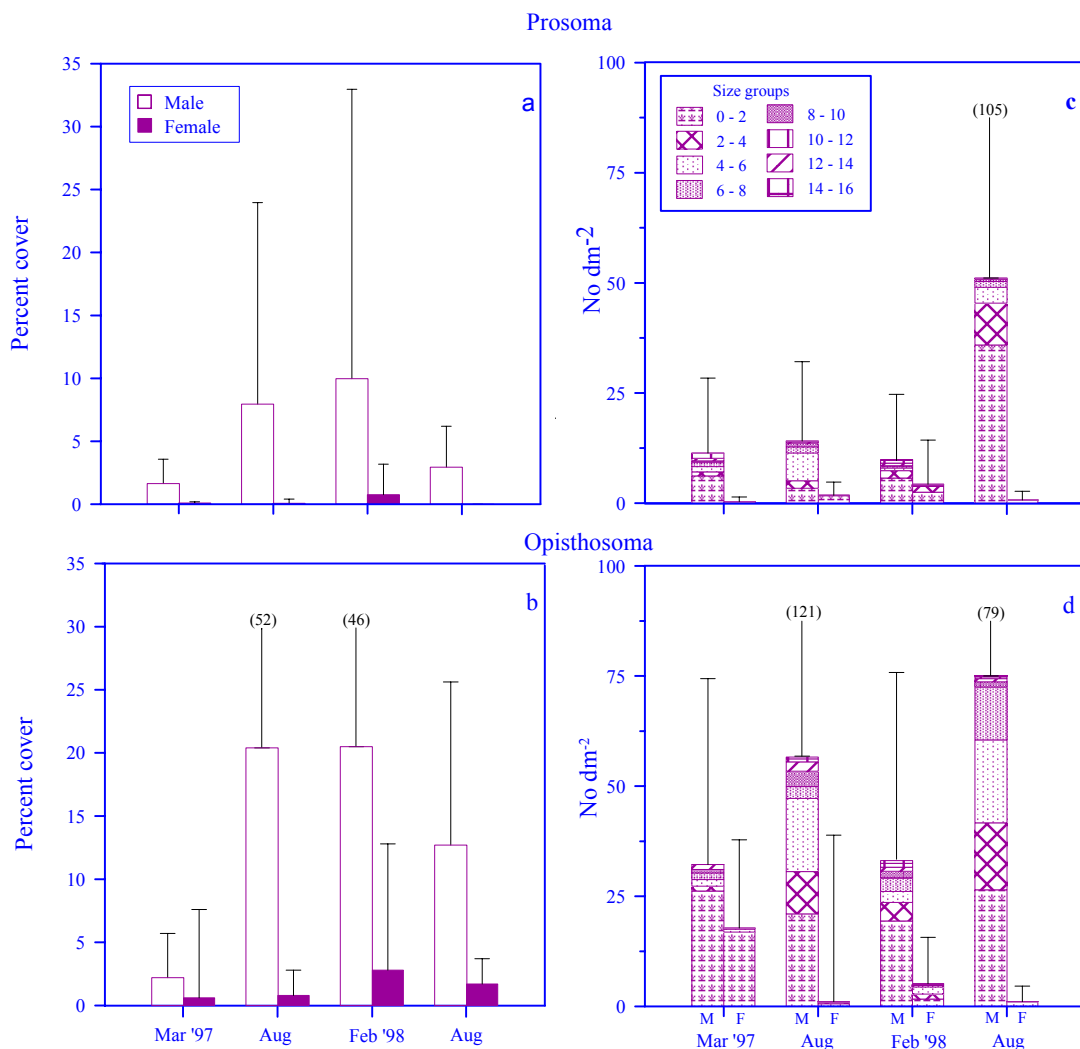 Prosoma
35
30
25
20
15
10
5
0
Percent cover
Male
Female
a
100
75
50
25
0
No dm-2
c
Size groups
0 - 2
2 - 4
4 - 6
6 - 8
8 - 10
10 - 12
12 - 14
14 - 16
(105)
Opisthosoma
35
30
25
20
15
10
5
0
Percent cover
b
(52)
(46)
Mar '97
Aug
Feb '98
Aug
100
75
50
25
0
No dm-2
d
(121)
(79)
M F M F M F M F
Mar '97
Aug
Feb '98
Aug